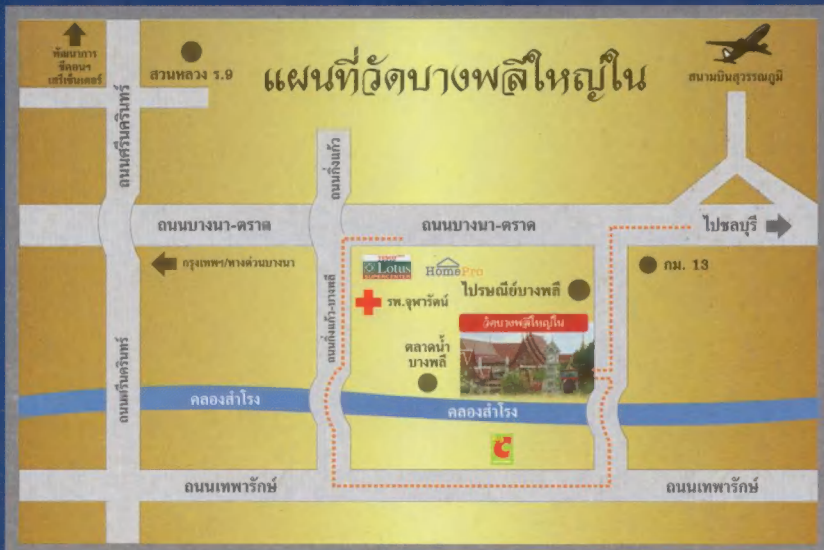 แผนที่วัดบางพลีใหญ่ใน
พัฒนาการ
ซีคอนฯ
เสรีเซ็นเตอร์
สวนหลวง ร.9
สนามบินสุวรรณภูมิ
ถนนศรีนครินทร์
ถนนกิ่งแก้ว
ถนนบางนา-ตราด
ถนนบางนา-ตราด
ไปชลบุรี
กรุงเทพฯ/ทางด่วนบางนา
Lotus
SUPERCENTER
HomePro
กม. 13
รพ.จุฬารัตน์
ไปรษณีย์บางพลี
ถนนกิ่งแก้ว-บางพลี
วัดบางพลีใหญ่ใน
ตลาดน้ำ
บางพลี
ถนนศรีนครินทร์
คลองสำโรง
คลองสำโรง
ถนนเทพารักษ์
ถนนเทพารักษ์